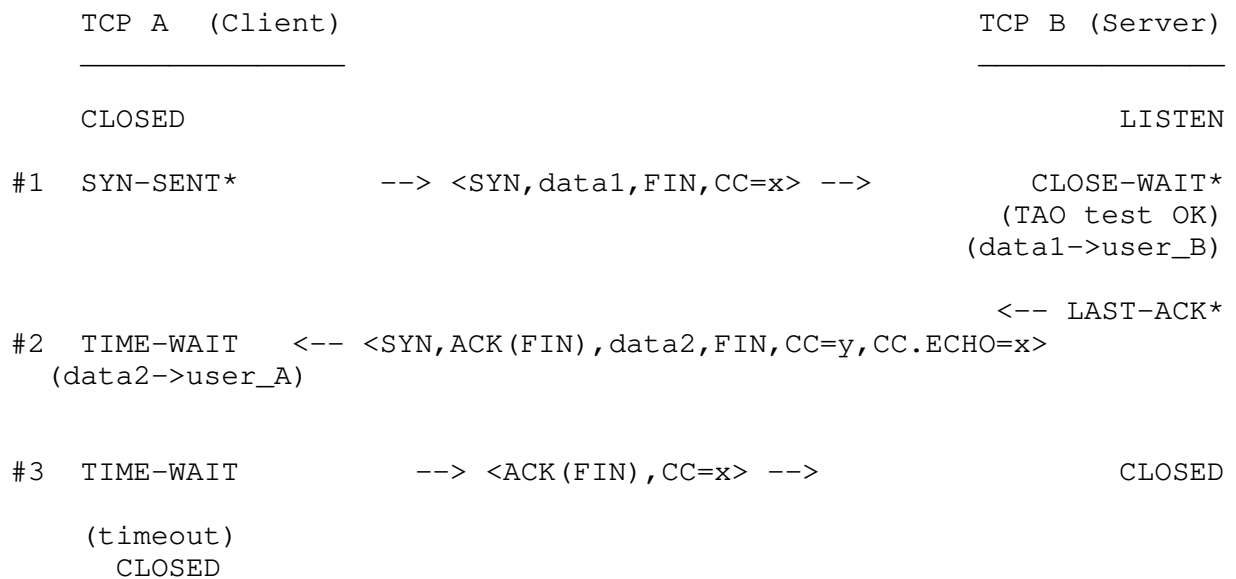 TCP A  (Client)                                    TCP B (Server)
_______________                                    ______________
CLOSED                                                     LISTEN
#1  SYN-SENT*        --> <SYN,data1,FIN,CC=x> -->         CLOSE-WAIT*
(TAO test OK)
(data1->user_B)
<-- LAST-ACK*
#2  TIME-WAIT   <-- <SYN,ACK(FIN),data2,FIN,CC=y,CC.ECHO=x>
(data2->user_A)
#3  TIME-WAIT          --> <ACK(FIN),CC=x> -->                 CLOSED
(timeout)
CLOSED